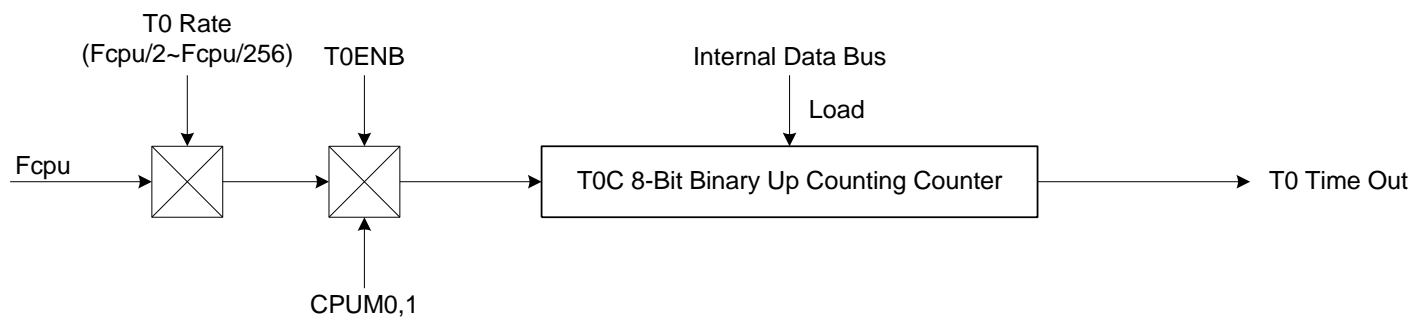 T0 Rate
(Fcpu/2~Fcpu/256)
T0ENB
Internal Data Bus
Load
Fcpu
T0C 8-Bit Binary Up Counting Counter
T0 Time Out
CPUM0,1